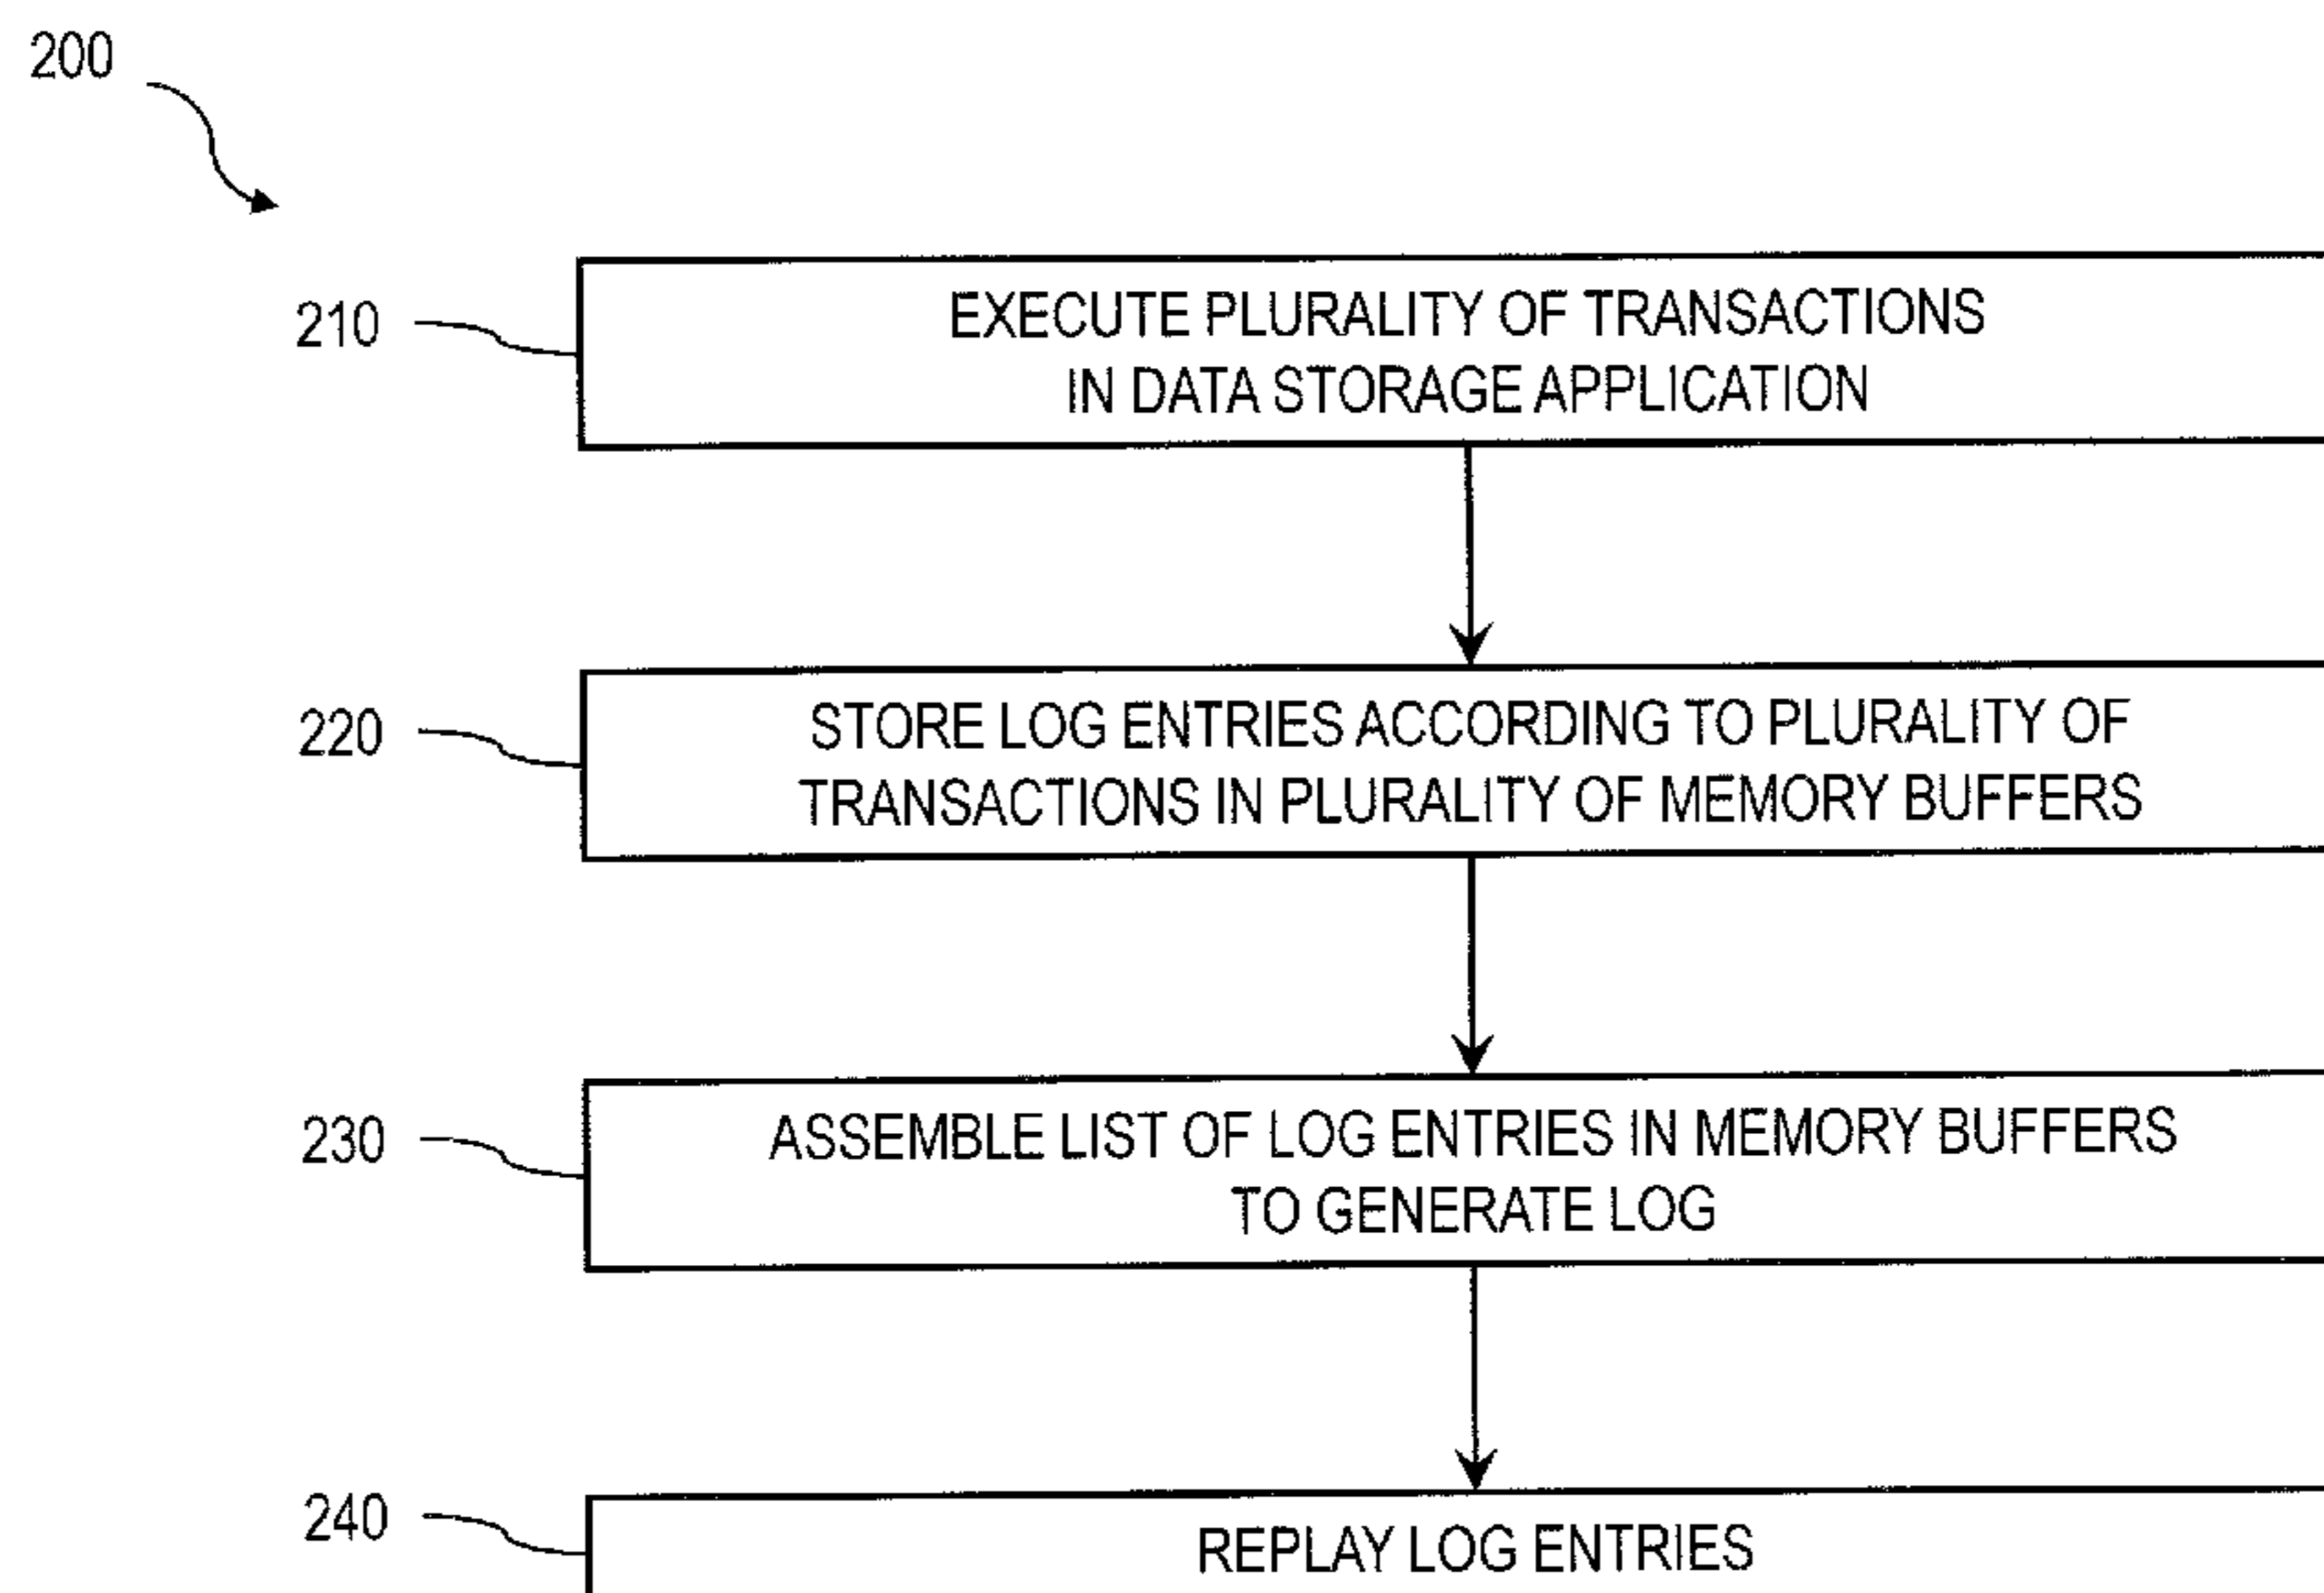 200
210
EXECUTE PLURALITY OF TRANSACTIONS
IN DATA STORAGE APPLICATION
220
STORE LOG ENTRIES ACCORDING TO PLURALITY OF
TRANSACTIONS IN PLURALITY OF MEMORY BUFFERS
230
ASSEMBLE LIST OF LOG ENTRIES IN MEMORY BUFFERS
TO GENERATE LOG
240
REPLAY LOG ENTRIES